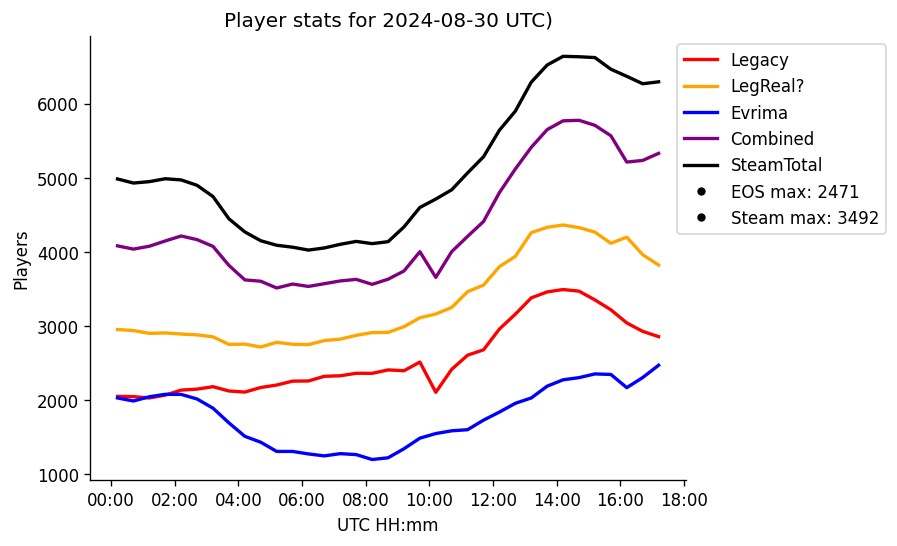 Player stats for 2024-08-30 UTC)
Legacy
LegReal?
Evrima
Combined
SteamTotal
EOS max: 2471
Steam max: 3492
Players
6000
5000
4000
3000
2000
1000
00:00 02:00 04:00 06:00 08:00 10:00 12:00 14:00 16:00 18:00
UTC HH:mm